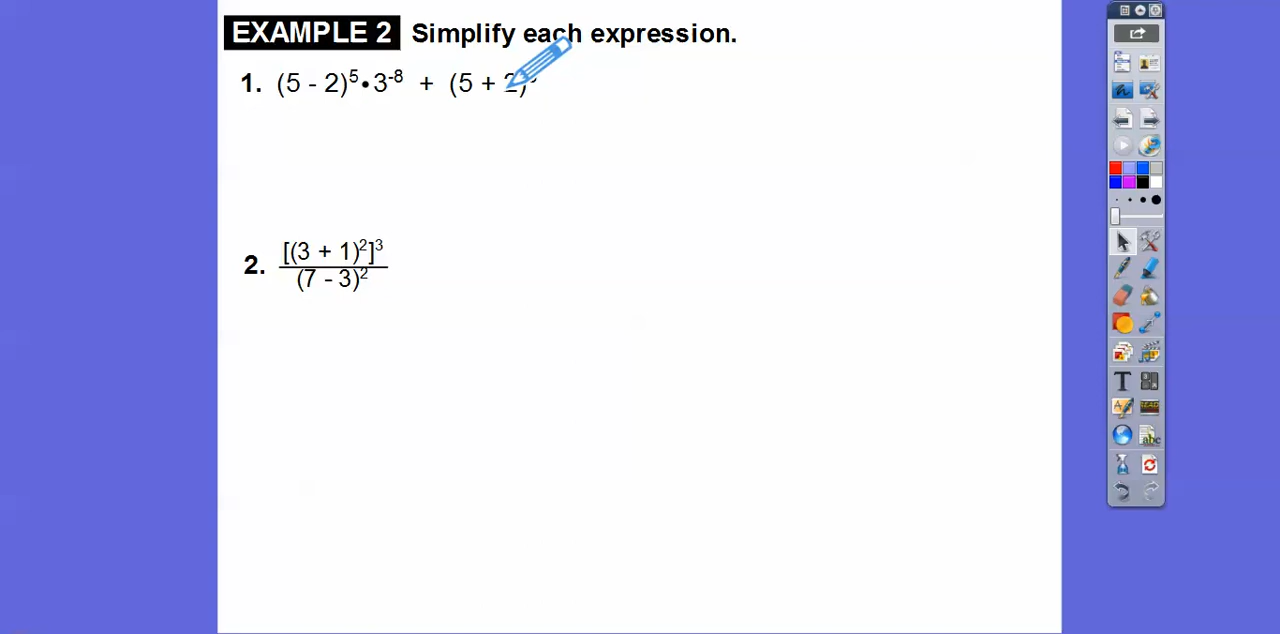 EXAMPLE 2 Simplify each expression.
1. (5 - 2)⁵•3⁻⁸ + (5 + 2)
2. [(3 + 1)²]³
(7 - 3)²